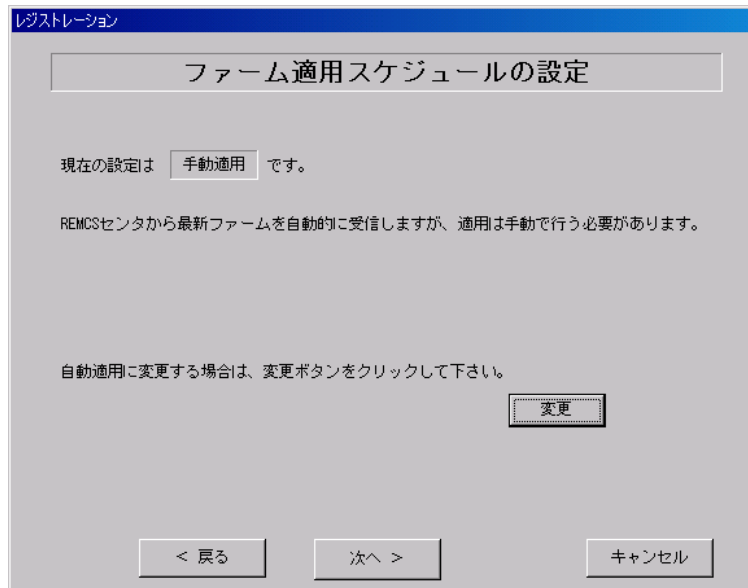 レジストレーション
ファーム適用スケジュールの設定
現在の設定は 手動適用 です。
REMCSセンタから最新ファームを自動的に受信しますが、適用は手動で行う必要があります。
自動適用に変更する場合は、変更ボタンをクリックして下さい。
変更
< 戻る 次へ > キャンセル